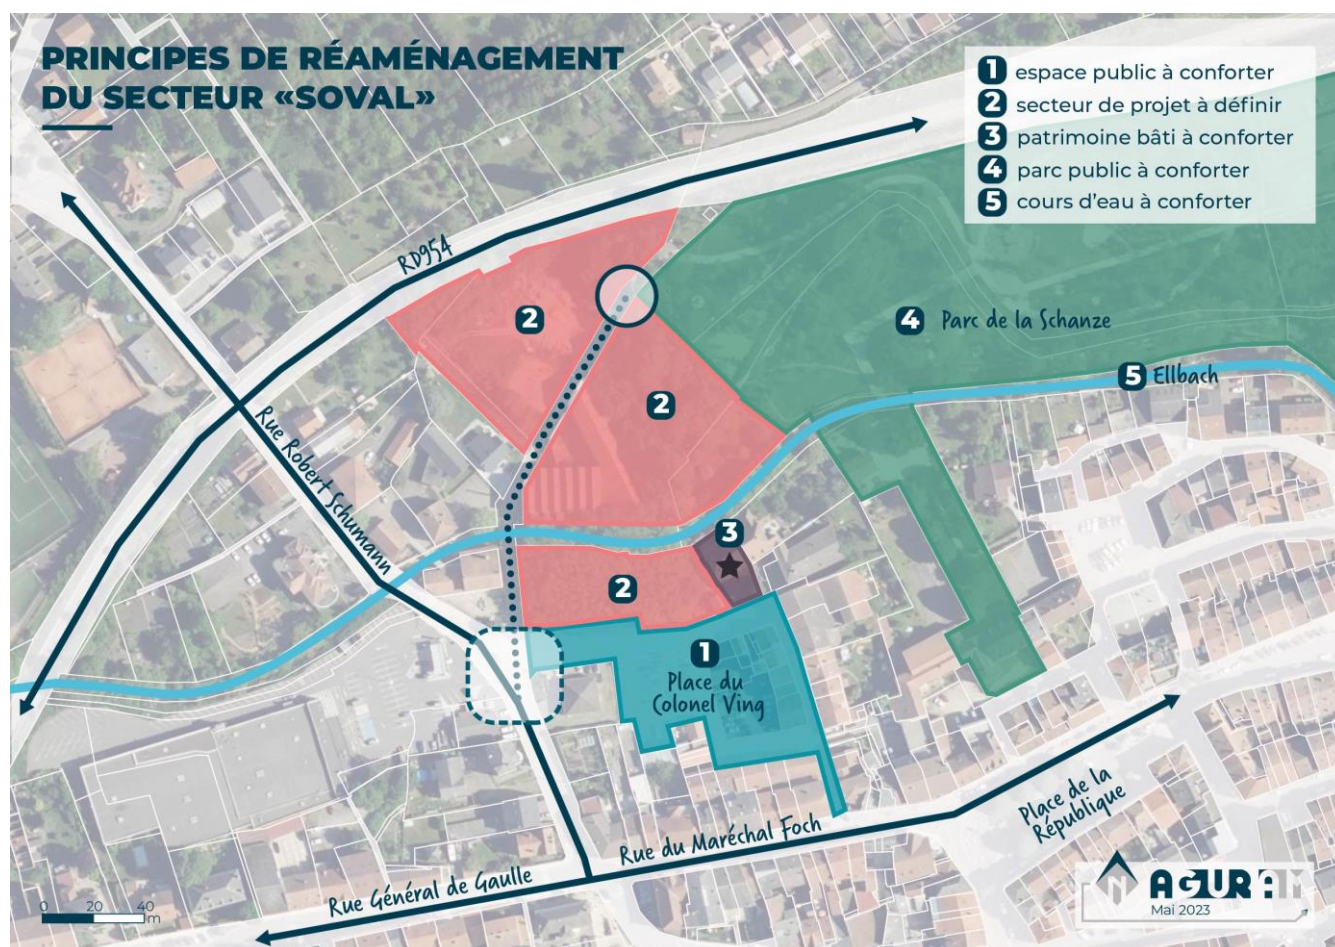 PRINCIPES DE RÉAMÉNAGEMENT
DU SECTEUR «SOVAL»
1 espace public à conforter
2 secteur de projet à définir
3 patrimoine bâti à conforter
4 parc public à conforter
5 cours d'eau à conforter
RD954
2
4 Parc de la Schanze
5 Ellbach
2
Rue Robert Schumann
3
2
1
Place du
Colonel Ving
Place de la
République
Rue du Maréchal Foch
Rue Général de Gaulle
0 20 40
m
N
AGURAM
Mai 2023